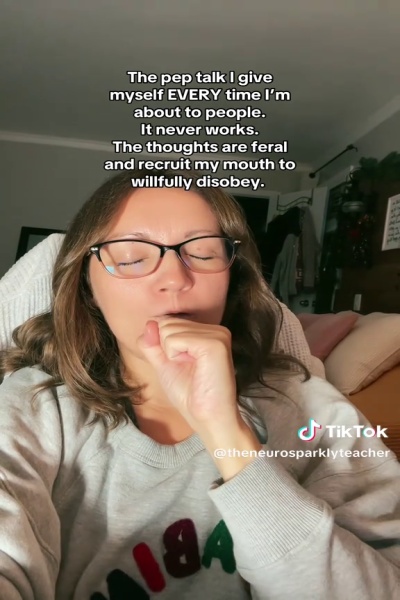 The pep talk I give
myself EVERY time I'm
about to people.
It never works.
The thoughts are feral
and recruit my mouth to
willfully disobey.
TikTok
@theneurosparklyteacher